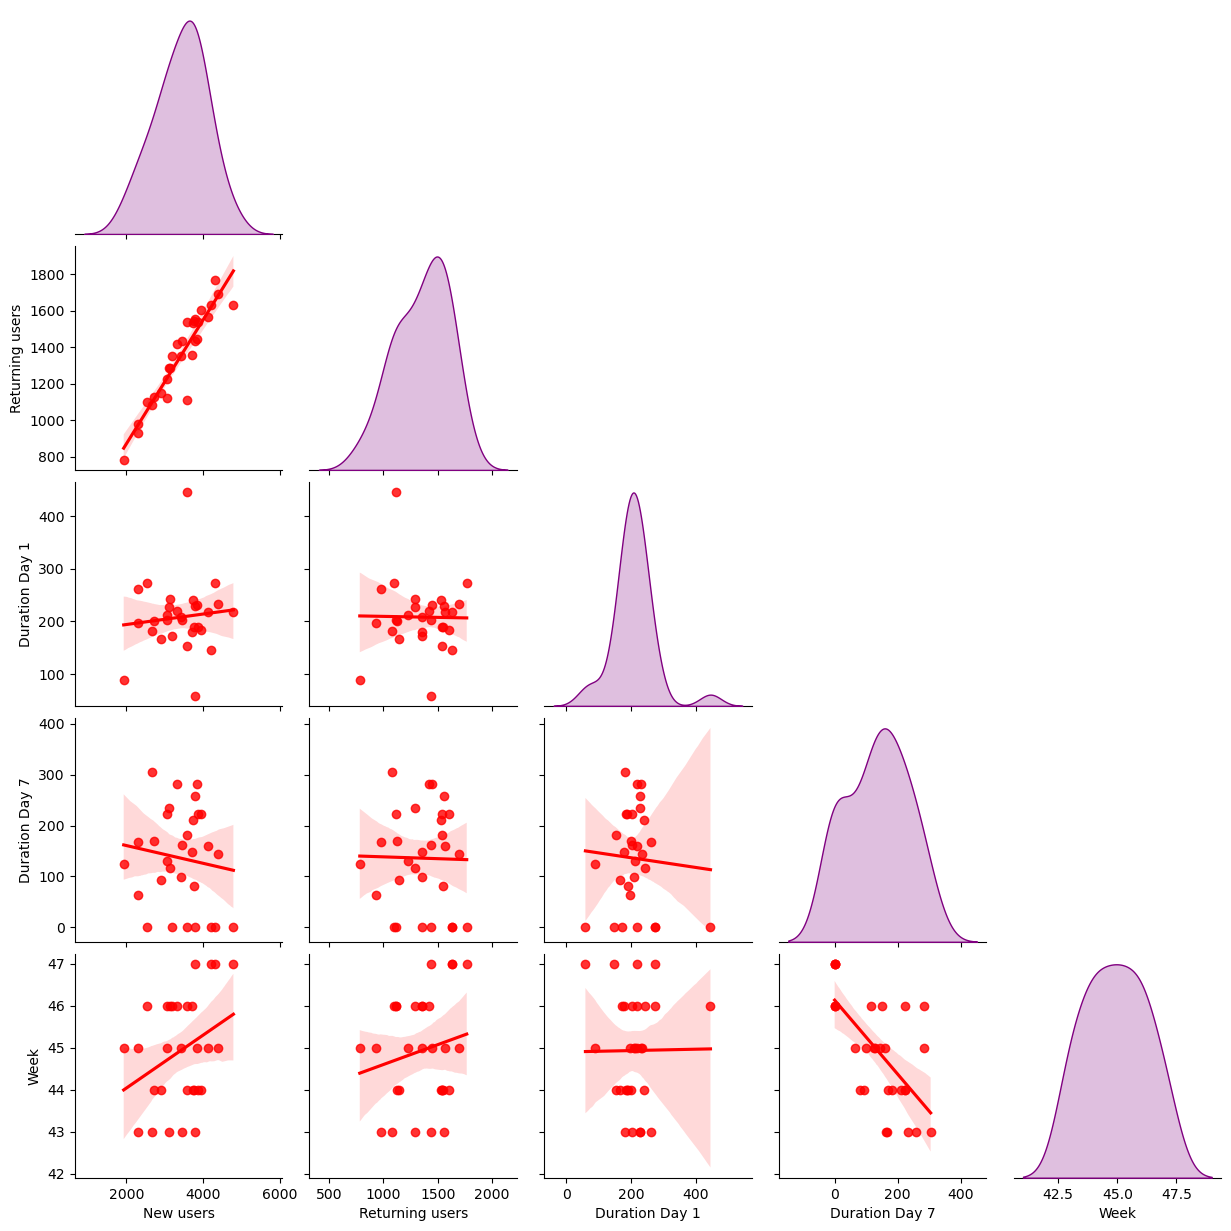 Returning users
1800
1600
1400
1200
1000
800
Duration Day 1
400
300
200
100
Duration Day 7
400
300
200
100
0
Week
47
46
45
44
43
42
2000 4000 6000
New users
500 1000 1500 2000
Returning users
0 200 400
Duration Day 1
0 200 400
Duration Day 7
42.5 45.0 47.5
Week